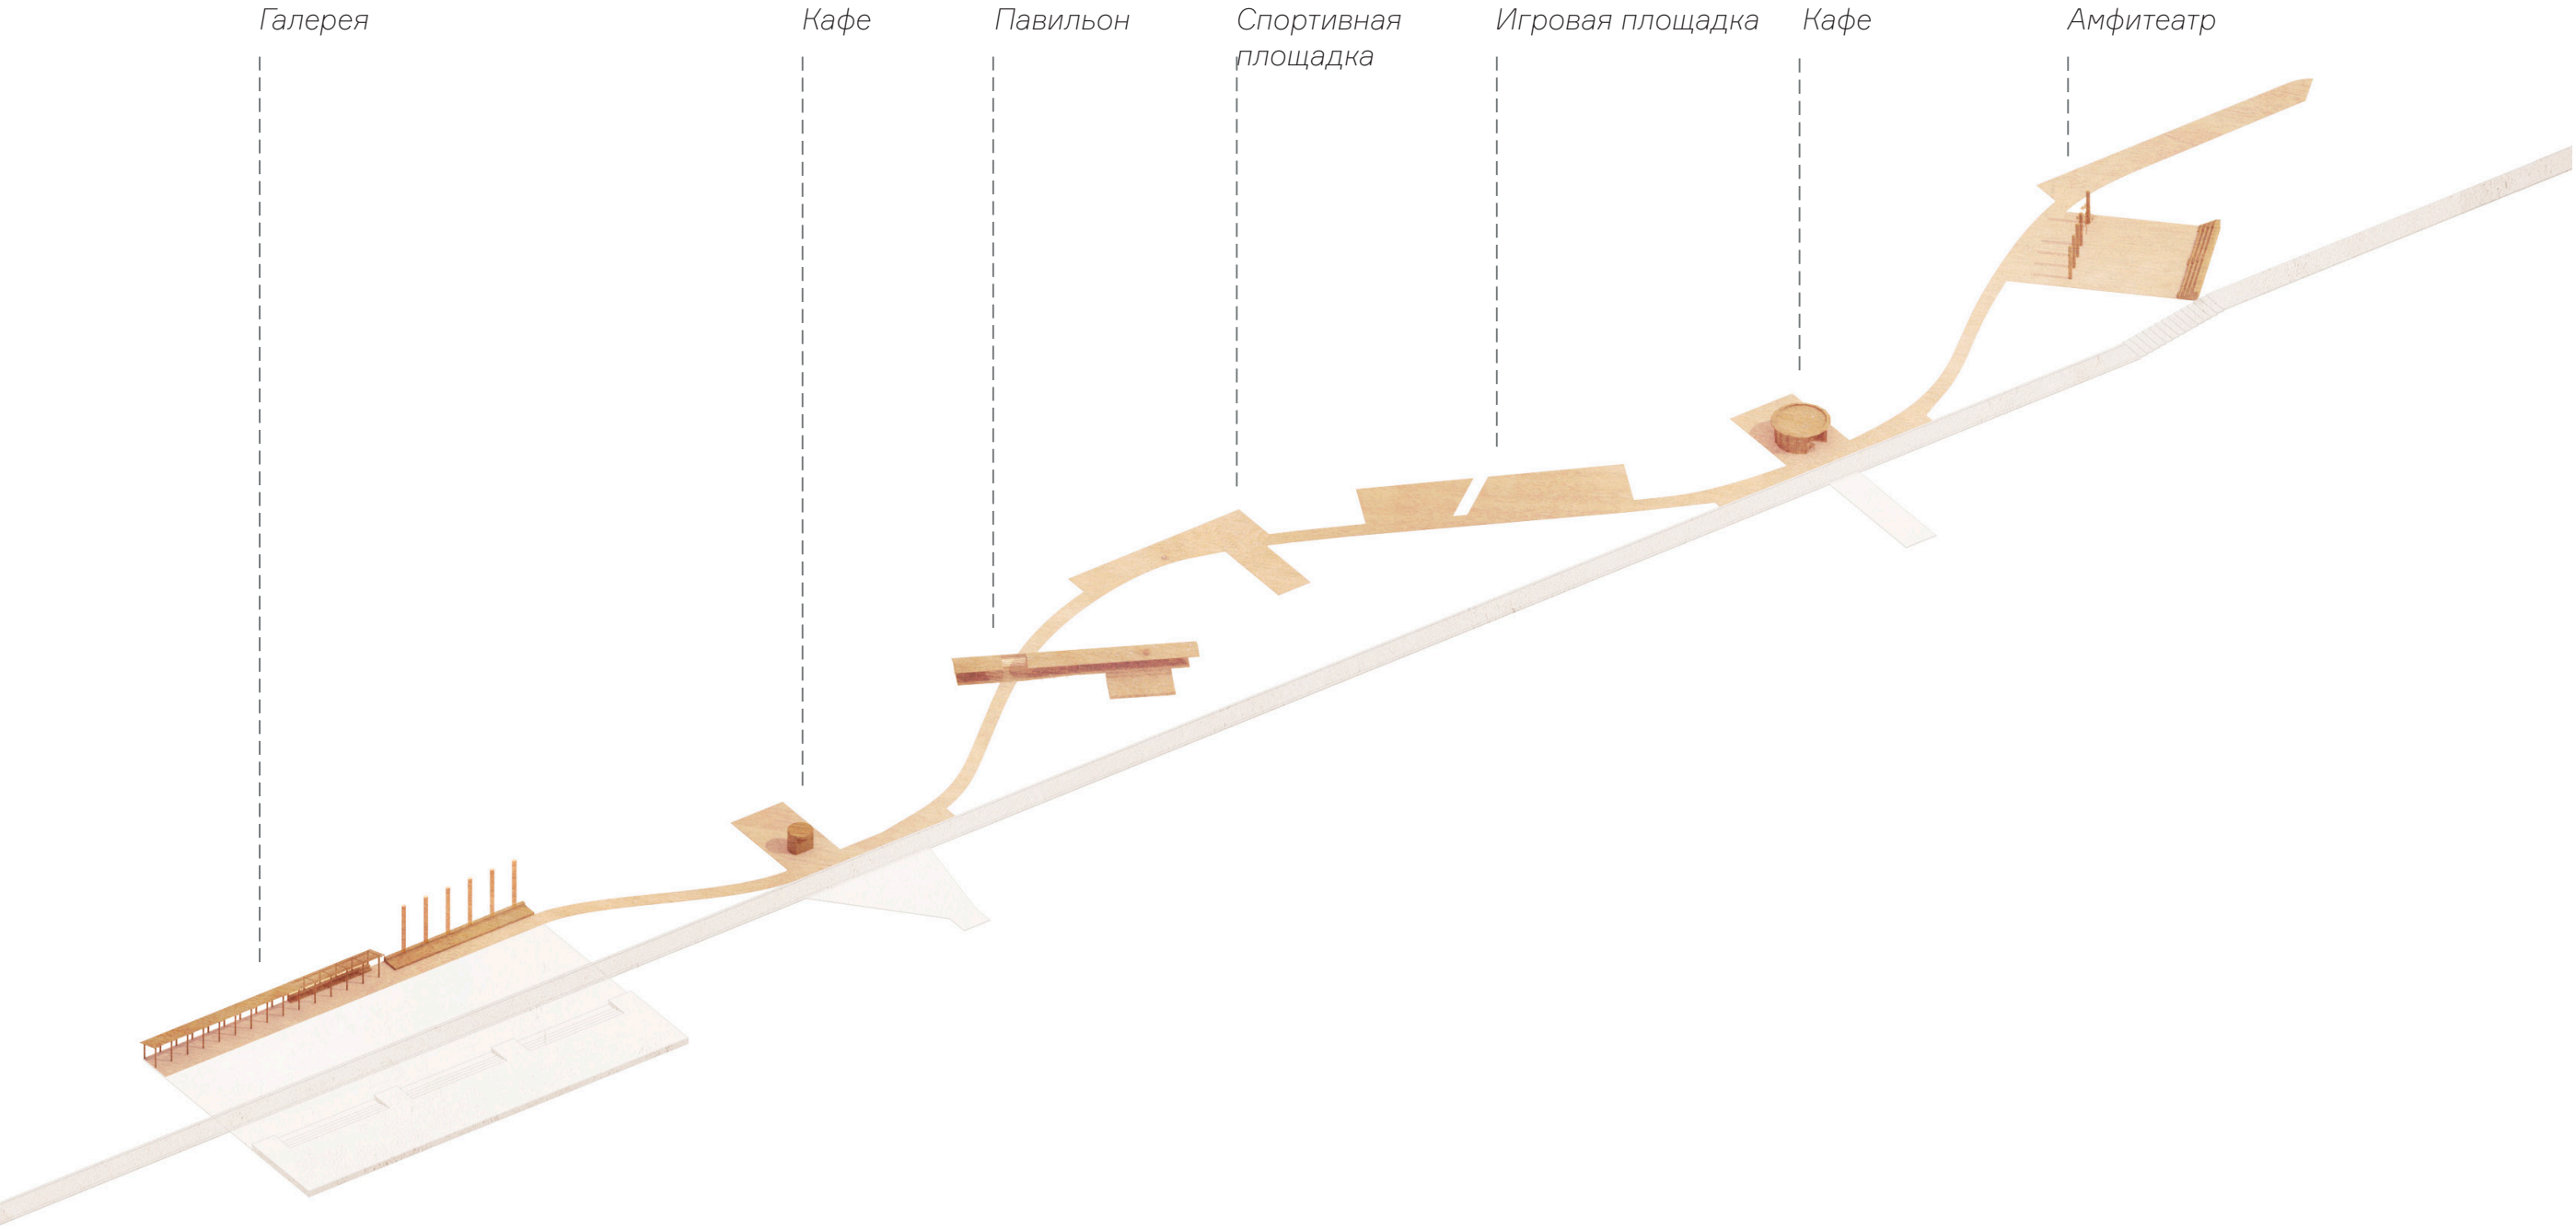 Галерея
Кафе
Павильон
Спортивная
площадка
Игровая площадка
Кафе
Амфитеатр